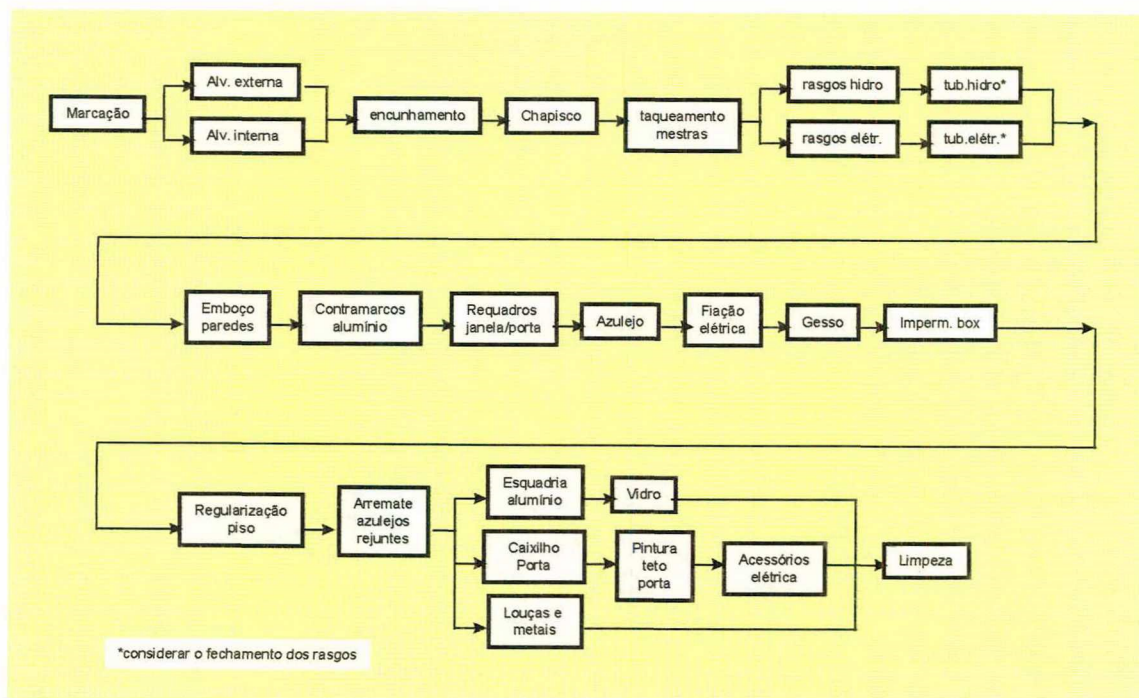 Marcação
Alv. externa
Alv. interna
encunhamento
Chapisco
taqueamento
mestras
rasgos hidro
tub.hidro*
rasgos elétr.
tub.elétr.*
Emboço
paredes
Contramarcos
alumínio
Requadros
janela/porta
Azulejo
Fiação
elétrica
Gesso
Imperm. box
Regularização
piso
Arremate
azulejos
rejuntes
Esquadria
alumínio
Vidro
Caixilho
Porta
Pintura
teto
porta
Acessórios
elétrica
Louças e
metais
Limpeza
*considerar o fechamento dos rasgos